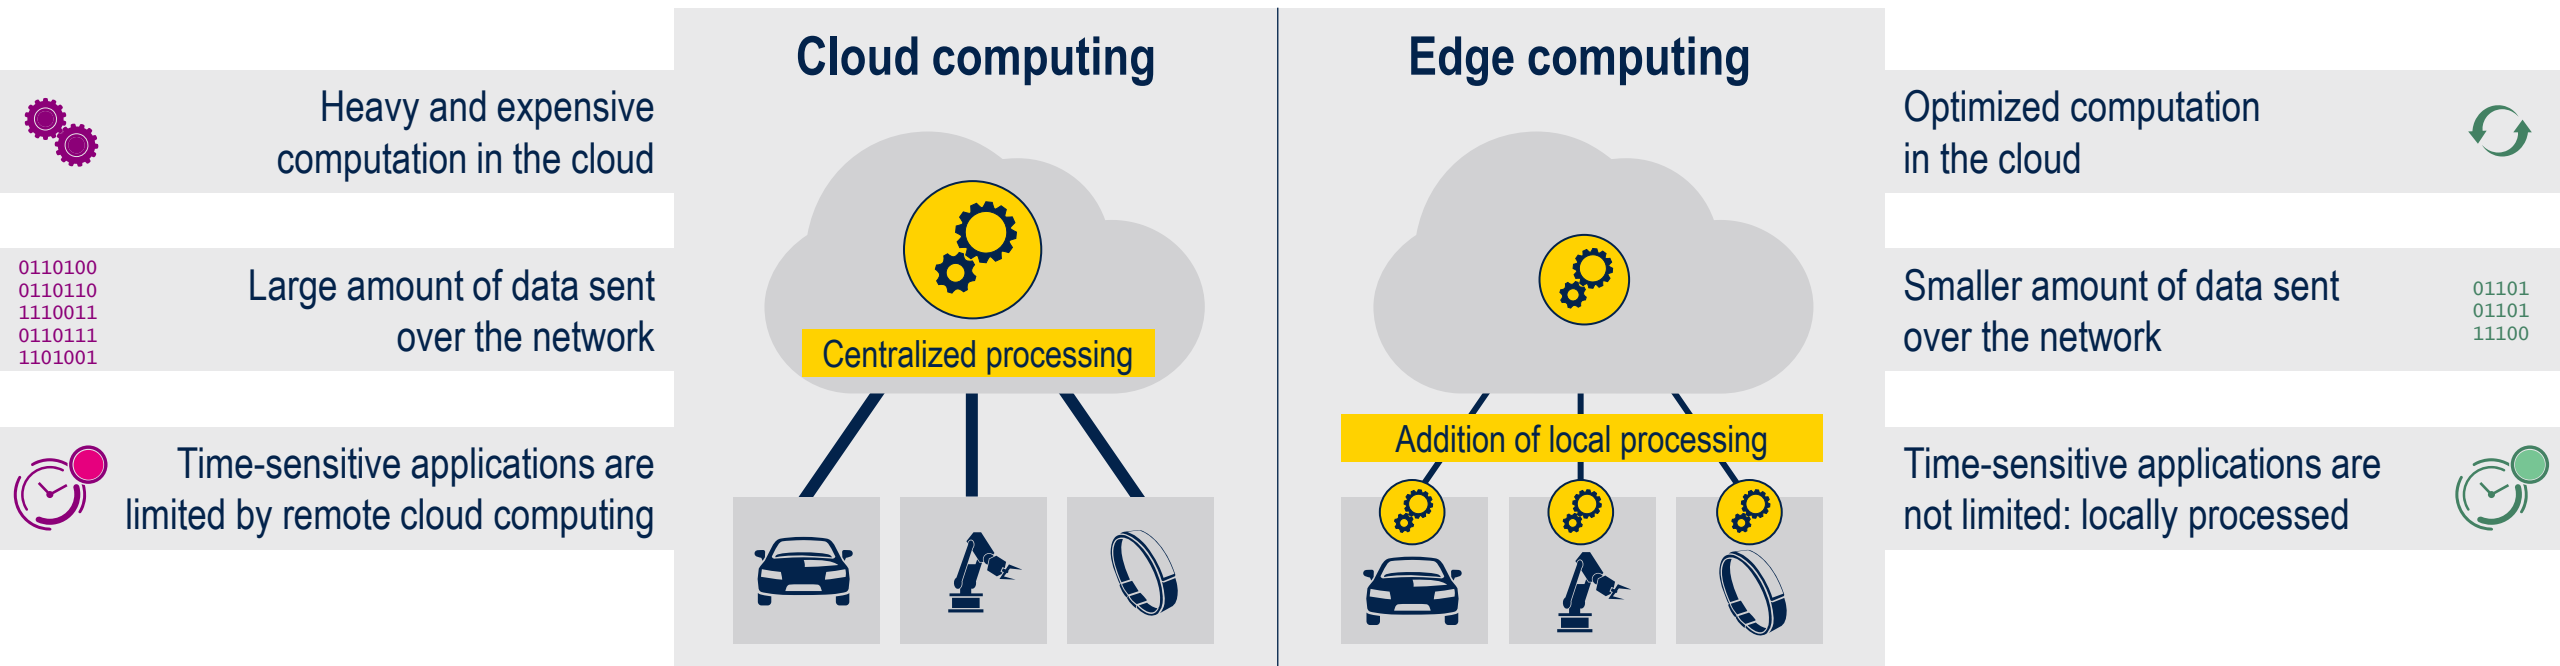 Cloud computing
Edge computing
Heavy and expensive
computation in the cloud
0110100
0110110
1110011
0110111
1101001
Large amount of data sent
over the network
Time-sensitive applications are
limited by remote cloud computing
Centralized processing
Addition of local processing
Optimized computation
in the cloud
Smaller amount of data sent
over the network
01101
01101
11100
Time-sensitive applications are
not limited: locally processed